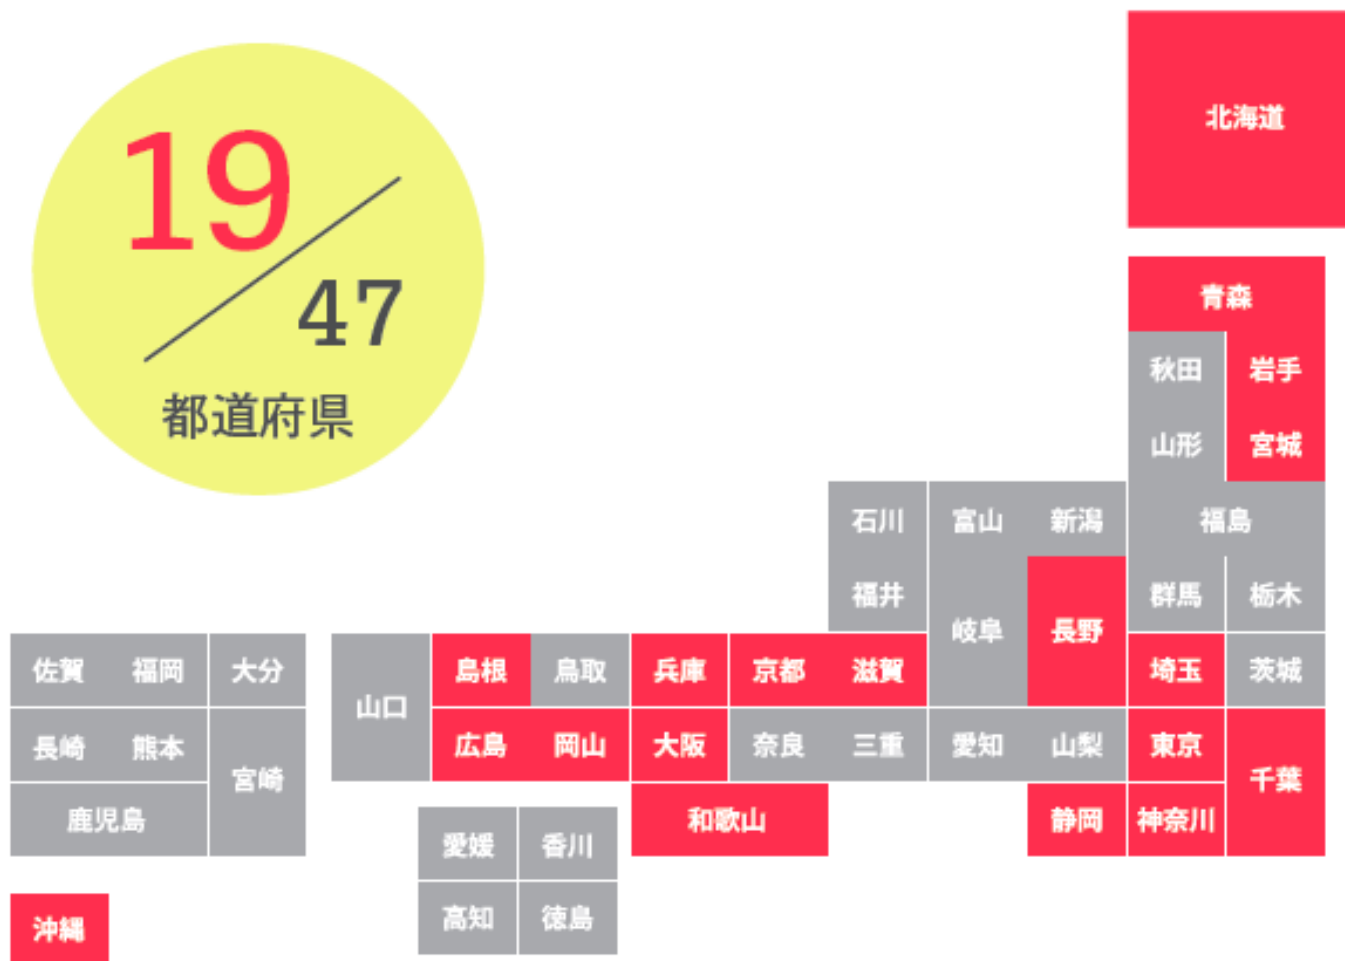 19
47
都道府県
北海道
青森
秋田 岩手
山形 宮城
石川 富山 新潟 福島
福井 岐阜 長野 群馬 栃木
佐賀 福岡 大分 山口 島根 鳥取 兵庫 京都 滋賀 埼玉 茨城
長崎 熊本 宮崎 広島 岡山 大阪 奈良 三重 愛知 山梨 東京 千葉
鹿児島 和歌山 静岡 神奈川
愛媛 香川
高知 徳島
沖縄